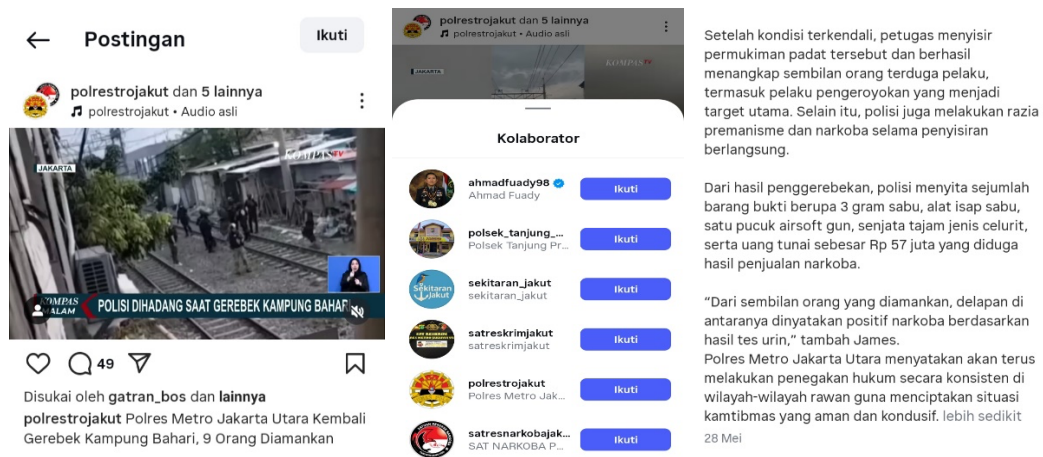 Postingan
Ikuti
polrestrojakut dan 5 lainnya
polrestrojakut • Audio asli
KOMPAS TV
JAKARTA
KOMPAS
MALAM
POLISI DIHADANG SAAT GEREBEK KAMPUNG BAHARI
49
Disukai oleh gatran_bos dan lainnya
polrestrojakut Polres Metro Jakarta Utara Kembali
Gerebek Kampung Bahari, 9 Orang Diamankan
polrestrojakut dan 5 lainnya
polrestrojakut • Audio asli
JAKARTA
KOMPAS TV
Kolaborator
ahmadfuady98
Ahmad Fuady
Ikuti
polsek_tanjung_...
Polsek Tanjung Pr...
Ikuti
Sekitaran
Jakut
sekitaran_jakut
sekitaran_jakut
Ikuti
satreskrimjakut
satreskrimjakut
Ikuti
polrestrojakut
Polres Metro Jak...
Ikuti
satresnarkobajak...
SAT NARKOBA P...
Ikuti
Setelah kondisi terkendali, petugas menyisir
permukiman padat tersebut dan berhasil
menangkap sembilan orang terduga pelaku,
termasuk pelaku pengeroyokan yang menjadi
target utama. Selain itu, polisi juga melakukan razia
premanisme dan narkoba selama penyisiran
berlangsung.
Dari hasil penggerebekan, polisi menyita sejumlah
barang bukti berupa 3 gram sabu, alat isap sabu,
satu pucuk airsoft gun, senjata tajam jenis celurit,
serta uang tunai sebesar Rp 57 juta yang diduga
hasil penjualan narkoba.
“Dari sembilan orang yang diamankan, delapan di
antaranya dinyatakan positif narkoba berdasarkan
hasil tes urin,” tambah James.
Polres Metro Jakarta Utara menyatakan akan terus
melakukan penegakan hukum secara konsisten di
wilayah-wilayah rawan guna menciptakan situasi
kamtibmas yang aman dan kondusif. lebih sedikit
28 Mei